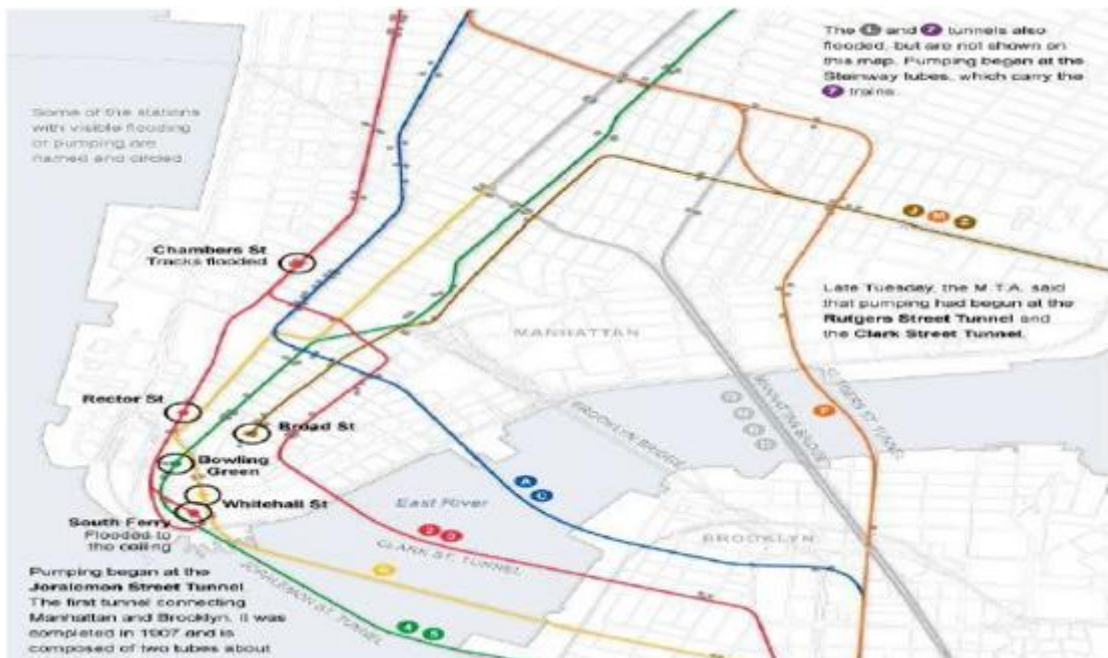 The L and 7 tunnels also
flooded, but are not shown on
this map. Pumping began at the
Steinway tubes, which carry the
7 trains.
Some of the stations
with visible flooding
or pumping are
named and circled.
Chambers St
Tracks flooded
J M Z
Late Tuesday, the M.T.A. said
that pumping had begun at the
Rutgers Street Tunnel and
the Clark Street Tunnel.
MANHATTAN
Rector St
Broad St
BROOKLYN BRIDGE
MANHATTAN BRIDGE
F
Bowling
Green
Whitehall St
East River
A C
South Ferry
Flooded to
the ceiling
2 3
CLARK ST. TUNNEL
BROOKLYN
JORALEMON ST. TUNNEL
4 5
Pumping began at the
Joralemon Street Tunnel
The first tunnel connecting
Manhattan and Brooklyn. It was
completed in 1907 and is
composed of two tubes about